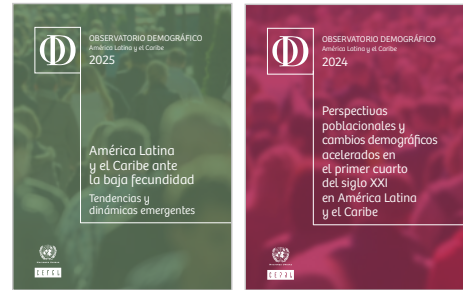 OBSERVATORIO DEMOGRÁFICO
América Latina y el Caribe
2025
América Latina
y el Caribe ante
la baja fecundidad
Tendencias y
dinámicas emergentes
CEPAL
OBSERVATORIO DEMOGRÁFICO
América Latina y el Caribe
2024
Perspectivas
poblacionales y
cambios demográficos
acelerados en
el primer cuarto
del siglo XXI
en América Latina
y el Caribe
CEPAL